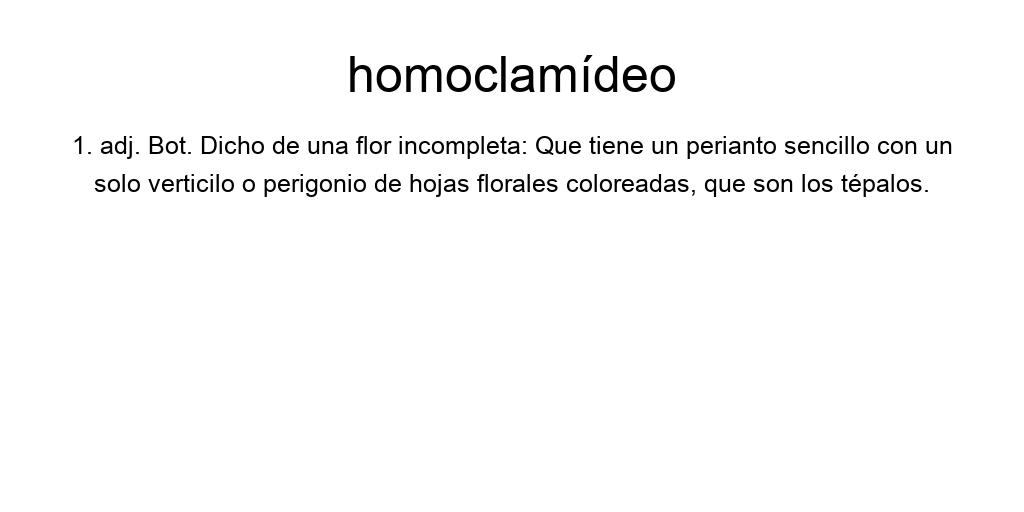 homoclamídeo
1. adj. Bot. Dicho de una flor incompleta: Que tiene un perianto sencillo con un
solo verticilo o perigonio de hojas florales coloreadas, que son los tépalos.